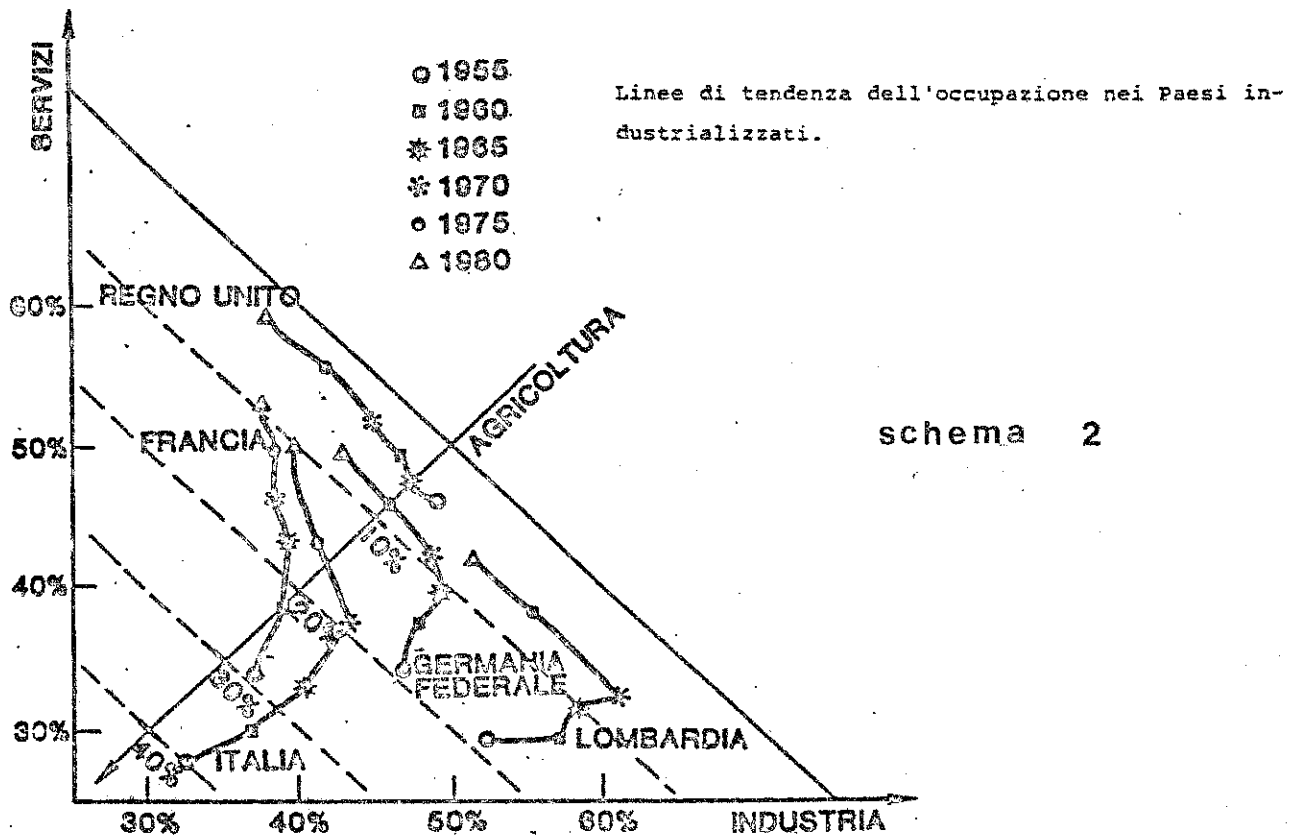 SERVIZI
1955
1960
1965
1970
1975
1980
Linee di tendenza dell'occupazione nei Paesi in-
dustrializzati.
REGNO UNITO
60%
AGRICOLTURA
schema 2
FRANCIA
50%
10%
40%
20%
GERMANIA
FEDERALE
30%
30%
LOMBARDIA
40%
ITALIA
30%
40%
50%
60%
INDUSTRIA